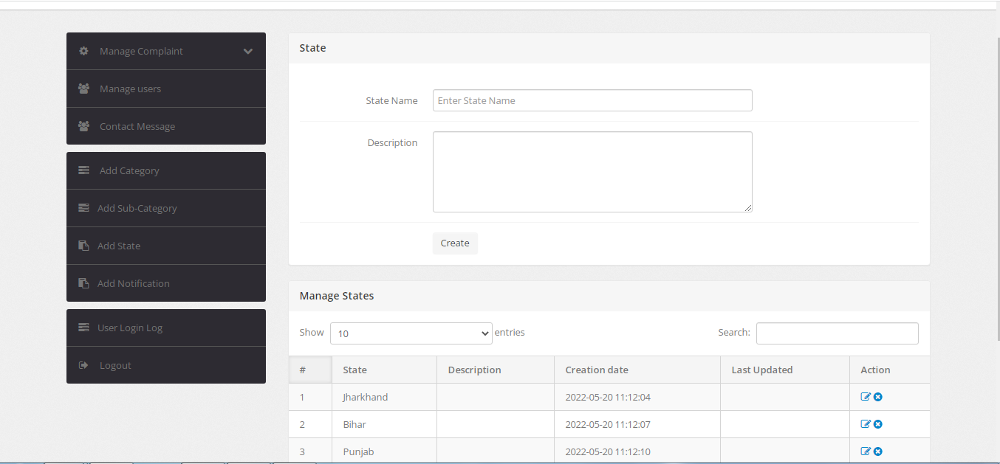 Manage Complaint
Manage users
Contact Message
Add Category
Add Sub-Category
Add State
Add Notification
User Login Log
Logout
State
State Name Enter State Name
Description
Create
Manage States
Show 10 entries Search:
# State Description Creation date Last Updated Action
1 Jharkhand 2022-05-20 11:12:04
2 Bihar 2022-05-20 11:12:07
3 Punjab 2022-05-20 11:12:10